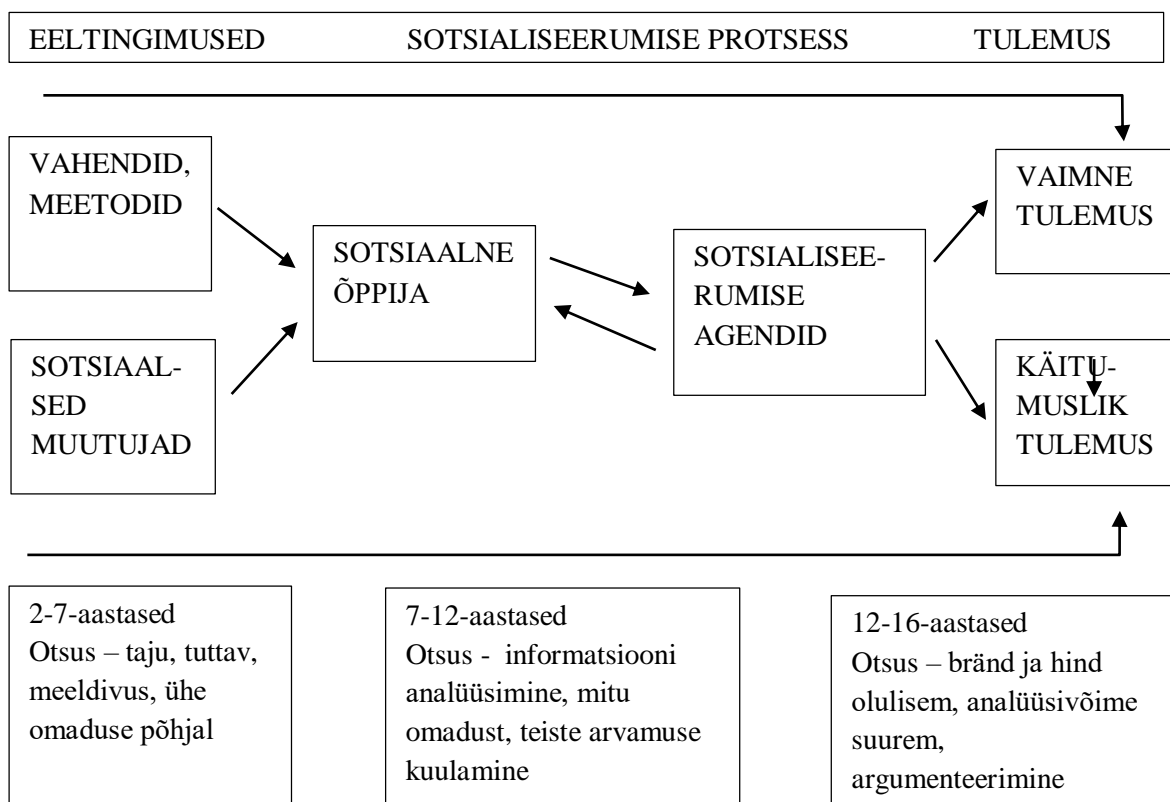 EELTINGIMUSED SOTSIALISEERUMISE PROTSESS TULEMUS
VAHENDID,
MEETODID
SOTSIAAL-
SED
MUUTUJAD
SOTSIAALNE
ÕPPIJA
SOTSIALISEE-
RUMISE
AGENDID
VAIMNE
TULEMUS
KÄITU-
MUSLIK
TULEMUS
2-7-aastased
Otsus – taju, tuttav,
meeldivus, ühe
omaduse põhjal
7-12-aastased
Otsus - informatsiooni
analüüsimine, mitu
omadust, teiste arvamuse
kuulamine
12-16-aastased
Otsus – bränd ja hind
olulisem, analüüsivõime
suurem,
argumenteerimine